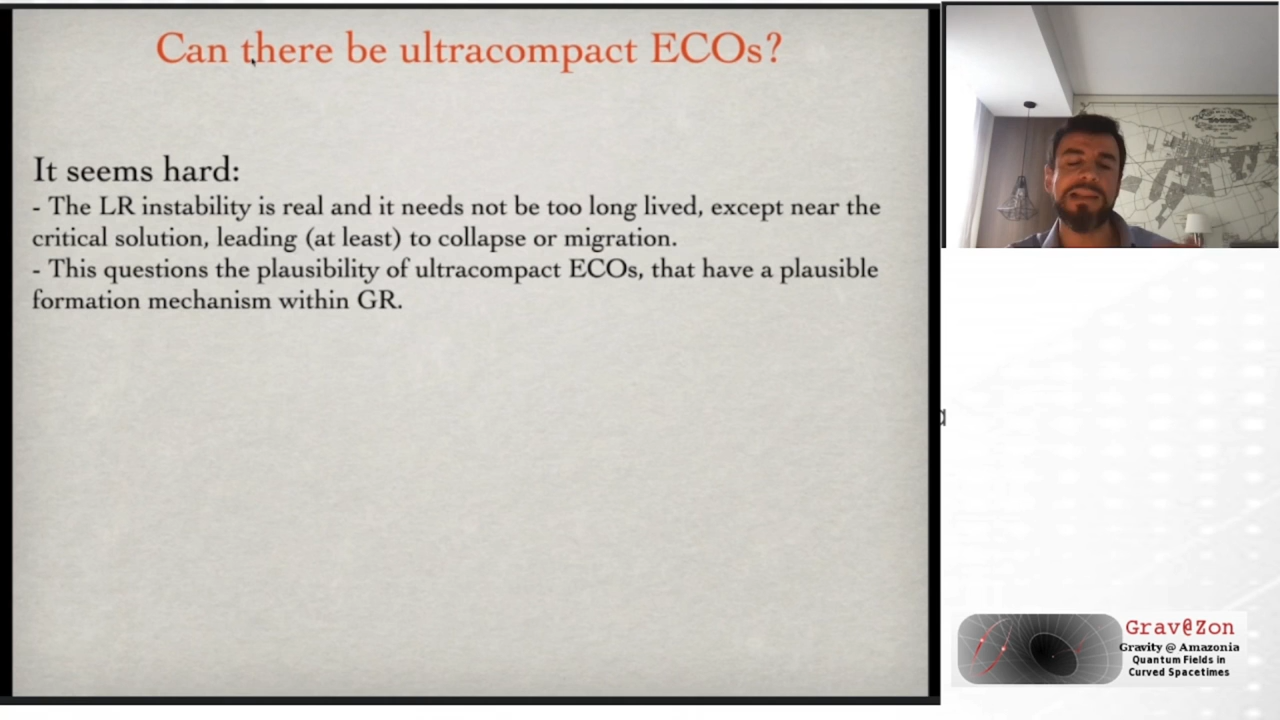 Can there be ultracompact ECOs?
It seems hard:
- The LR instability is real and it needs not be too long lived, except near the
critical solution, leading (at least) to collapse or migration.
- This questions the plausibility of ultracompact ECOs, that have a plausible
formation mechanism within GR.
Grav@Zon
Gravity @ Amazonia
Quantum Fields in
Curved Spacetimes